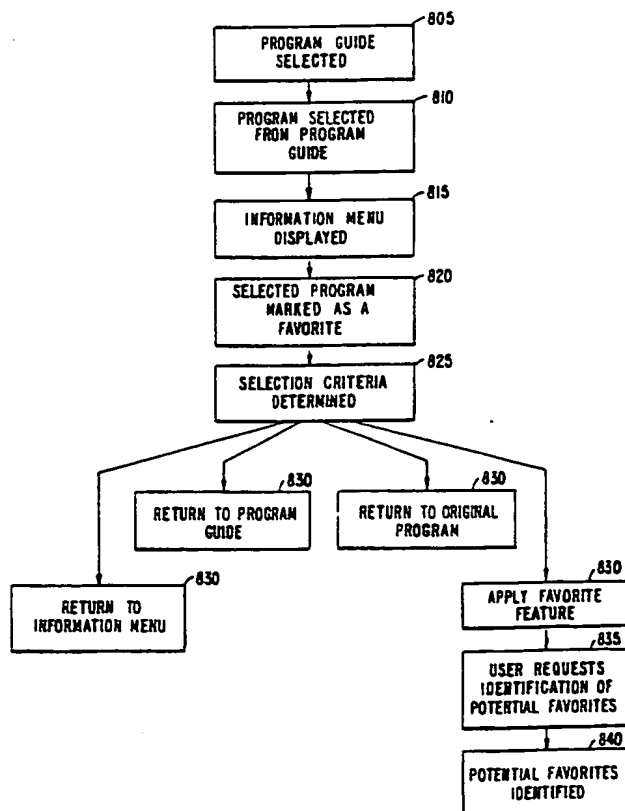 805
PROGRAM GUIDE
SELECTED
810
PROGRAM SELECTED
FROM PROGRAM
GUIDE
815
INFORMATION MENU
DISPLAYED
820
SELECTED PROGRAM
MARKED AS A
FAVORITE
825
SELECTION CRITERIA
DETERMINED
830
RETURN TO PROGRAM
GUIDE
830
RETURN TO ORIGINAL
PROGRAM
830
RETURN TO
INFORMATION MENU
830
APPLY FAVORITE
FEATURE
835
USER REQUESTS
IDENTIFICATION OF
POTENTIAL FAVORITES
840
POTENTIAL FAVORITES
IDENTIFIED